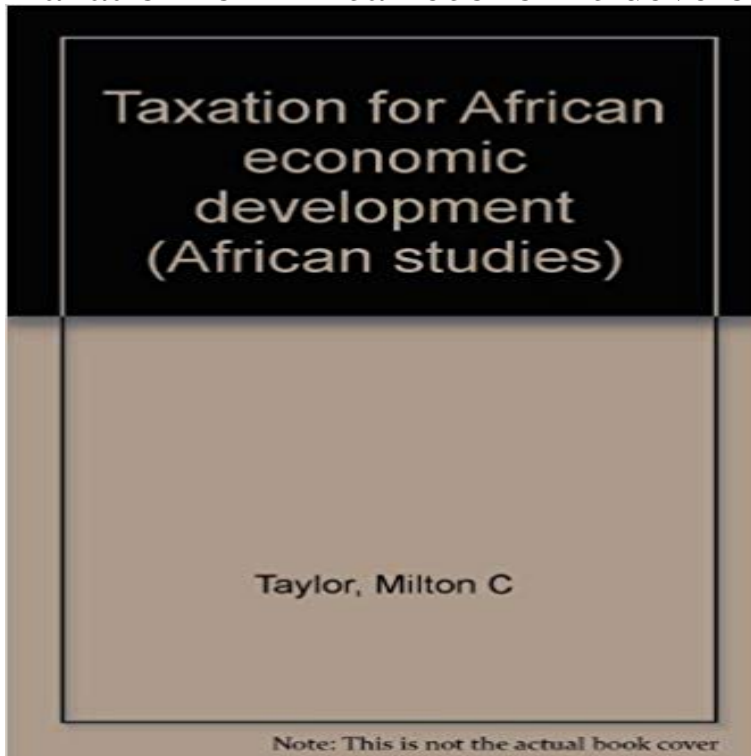 Taxation for African
economic
development
(African studies)
Taylor, Milton C
Note: This is not the actual book cover